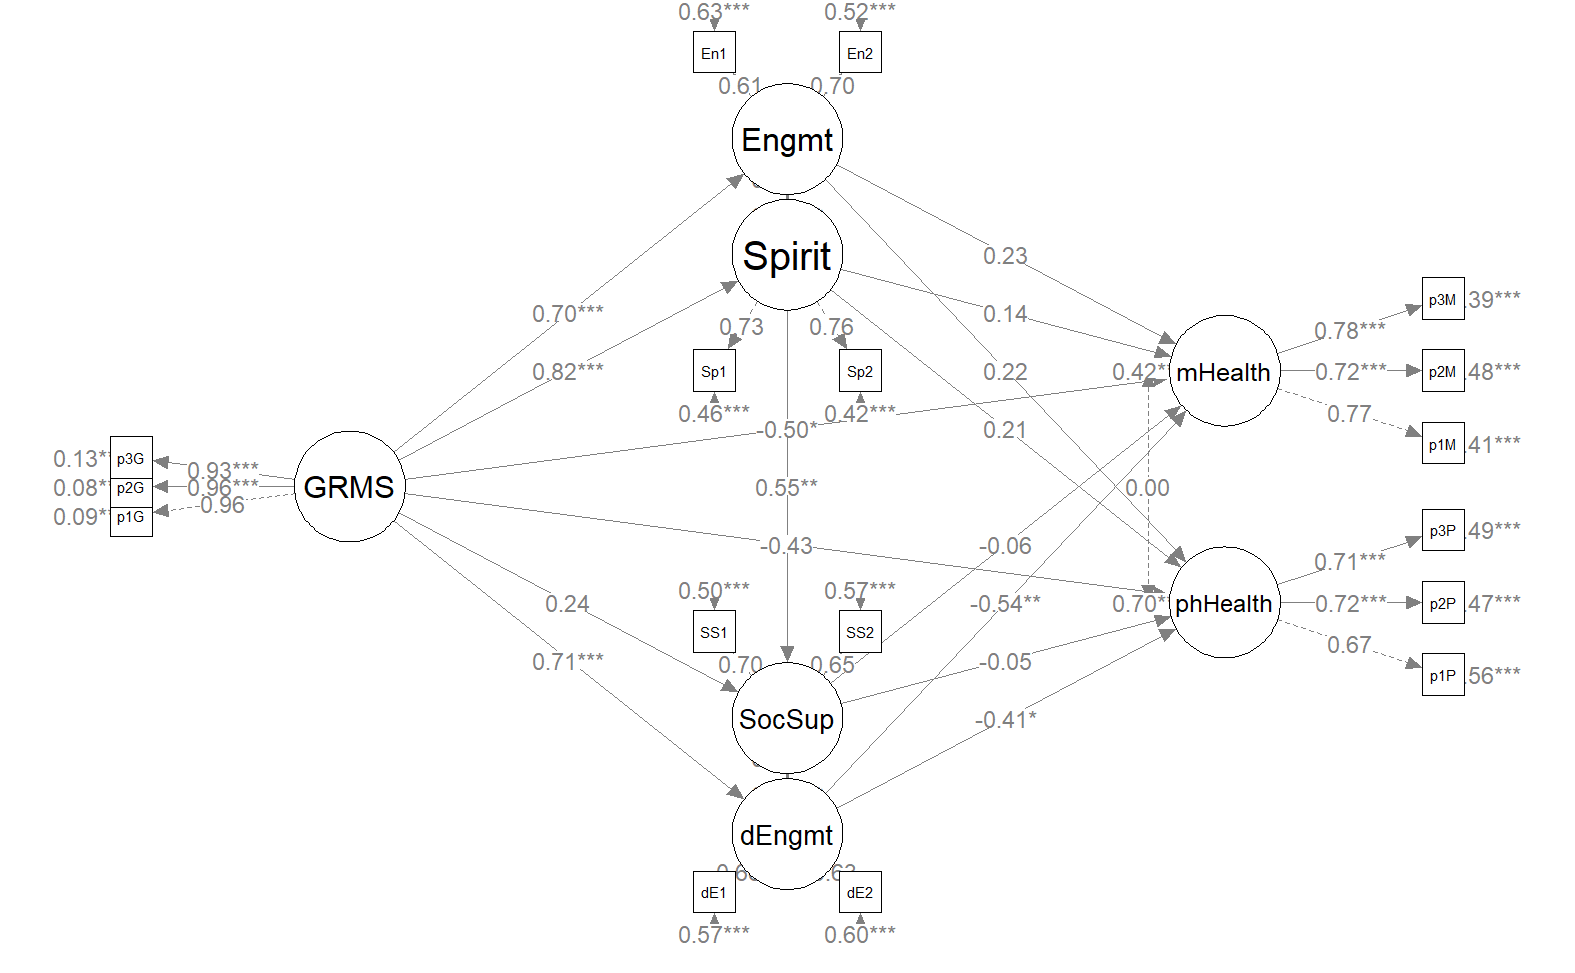 0.63*** 0.52***
En1 En2
0.61 0.70
Engmt
Spirit
0.23
0.70*** 0.14
0.73 0.76
0.82*** Sp1 Sp2 0.22 0.42* mHealth
0.46*** 0.42***
-0.50* 0.21
p3M .39***
0.78***
p2M .48***
0.72***
0.77
p1M .41***
0.13* p3G 0.93***
0.08* p2G 0.96*** GRMS 0.55** 0.00
0.09* p1G 0.96
-0.43 -0.06
p3P .49***
0.71***
0.50*** 0.57***
0.24 -0.54** 0.70* phHealth 0.72*** p2P .47***
SS1 SS2
0.67
0.71*** 0.70 0.65 -0.05
p1P .56***
SocSup -0.41*
dEngmt
dE1 dE2
0.57*** 0.60***